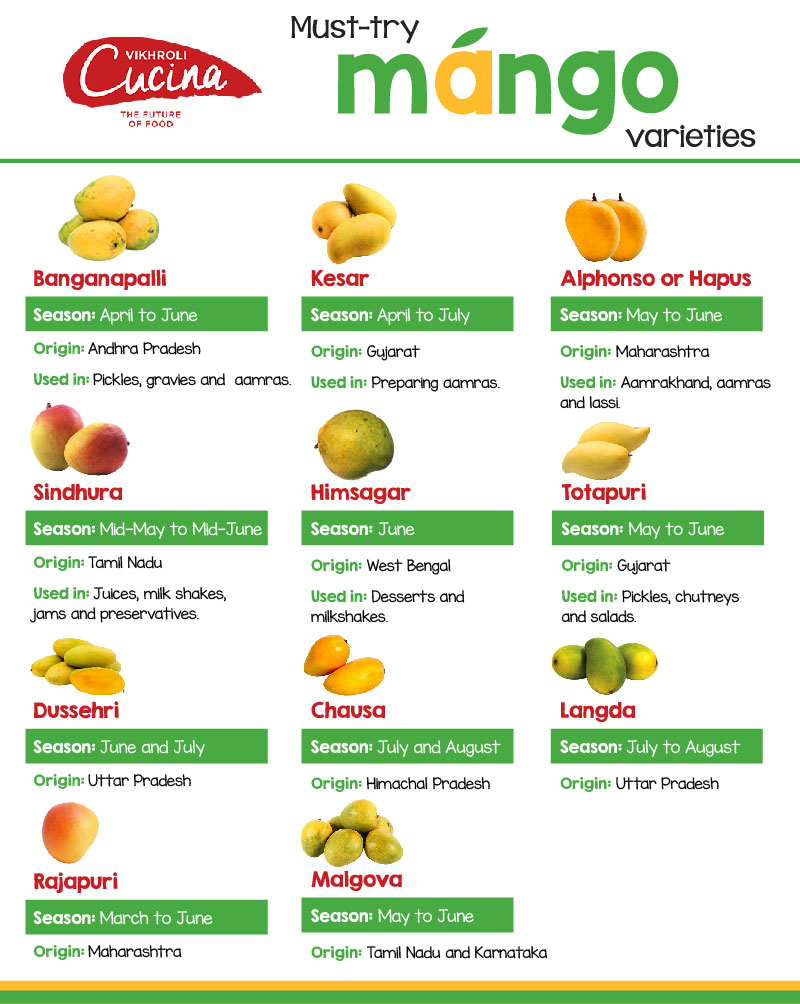 VIKHROLI
Cucina
THE FUTURE
OF FOOD
Must-try
mango
varieties
Banganapalli
Season: April to June
Origin: Andhra Pradesh
Used in: Pickles, gravies and aamras.
Kesar
Season: April to July
Origin: Gujarat
Used in: Preparing aamras.
Alphonso or Hapus
Season: May to June
Origin: Maharashtra
Used in: Aamrakhand, aamras
and lassi.
Sindhura
Season: Mid-May to Mid-June
Origin: Tamil Nadu
Used in: Juices, milk shakes,
jams and preservatives.
Himsagar
Season: June
Origin: West Bengal
Used in: Desserts and
milkshakes.
Totapuri
Season: May to June
Origin: Gujarat
Used in: Pickles, chutneys
and salads.
Dussehri
Season: June and July
Origin: Uttar Pradesh
Chausa
Season: July and August
Origin: Himachal Pradesh
Langda
Season: July to August
Origin: Uttar Pradesh
Rajapuri
Season: March to June
Origin: Maharashtra
Malgova
Season: May to June
Origin: Tamil Nadu and Karnataka